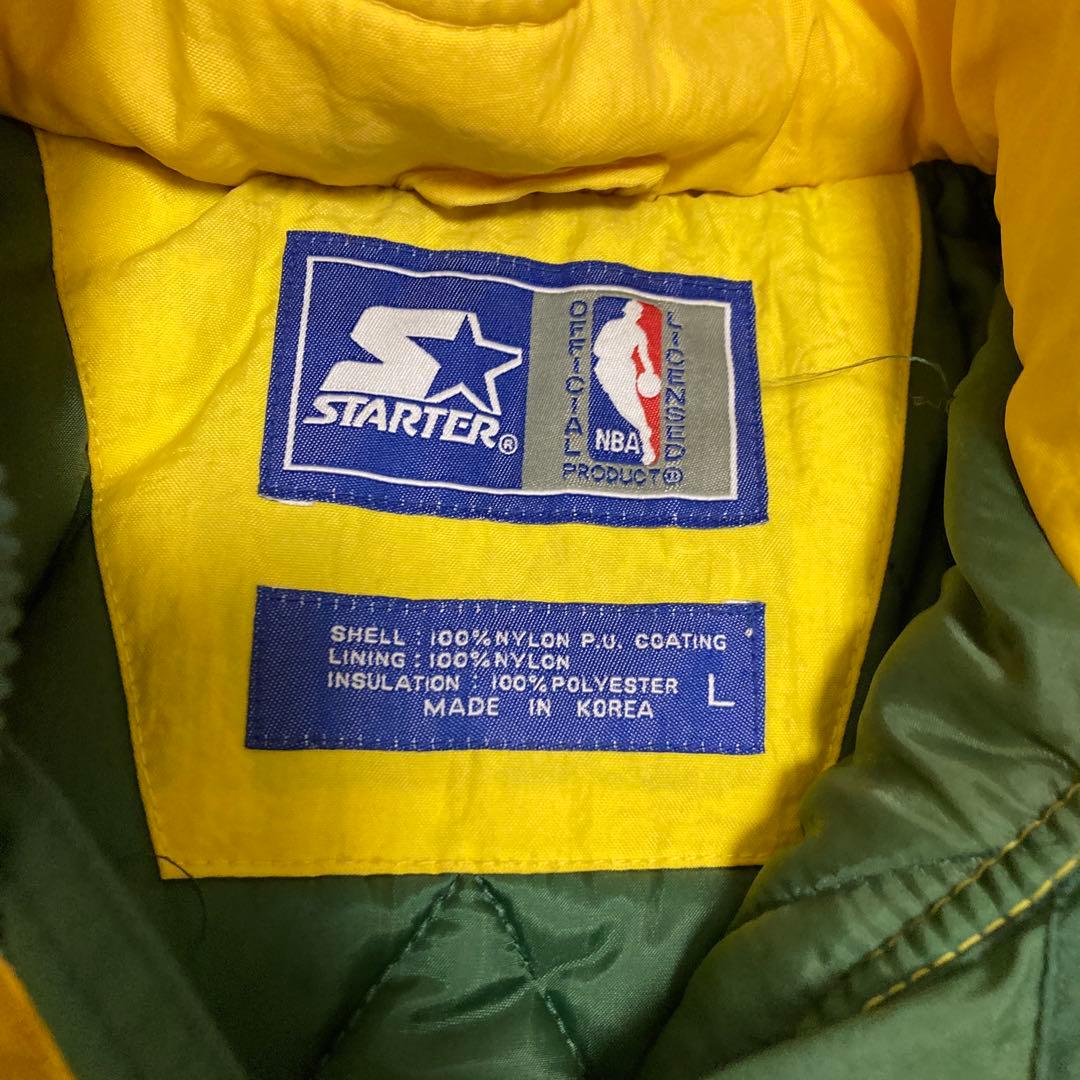 STARTER®
OFFICIAL
LICENSED
NBA
PRODUCT®
SHELL : 100% NYLON P.U. COATING
LINING : 100% NYLON
INSULATION : 100% POLYESTER
L
MADE IN KOREA